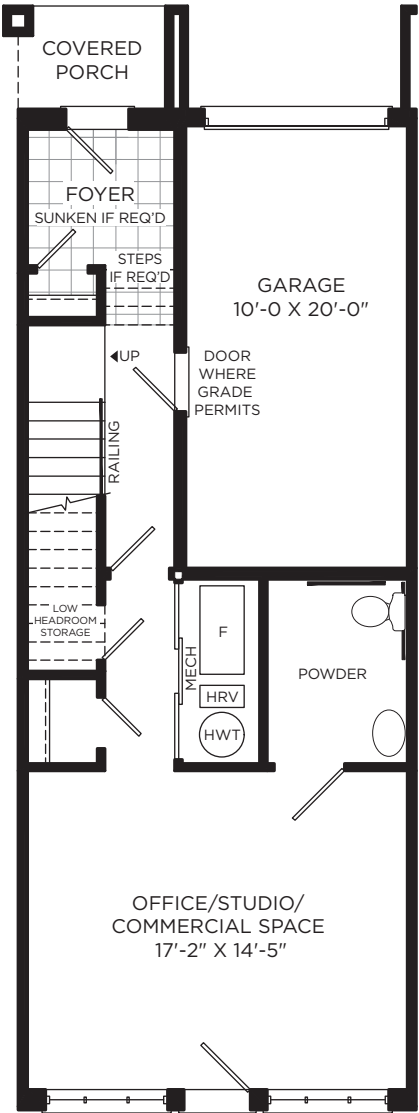 COVERED
PORCH
FOYER
SUNKEN IF REQ'D
STEPS
IF REQ'D
GARAGE
10'-0 X 20'-0"
UP
DOOR
WHERE
GRADE
PERMITS
RAILING
LOW
HEADROOM
STORAGE
F
MECH
HRV
HWT
POWDER
OFFICE/STUDIO/
COMMERCIAL SPACE
17'-2" X 14'-5"